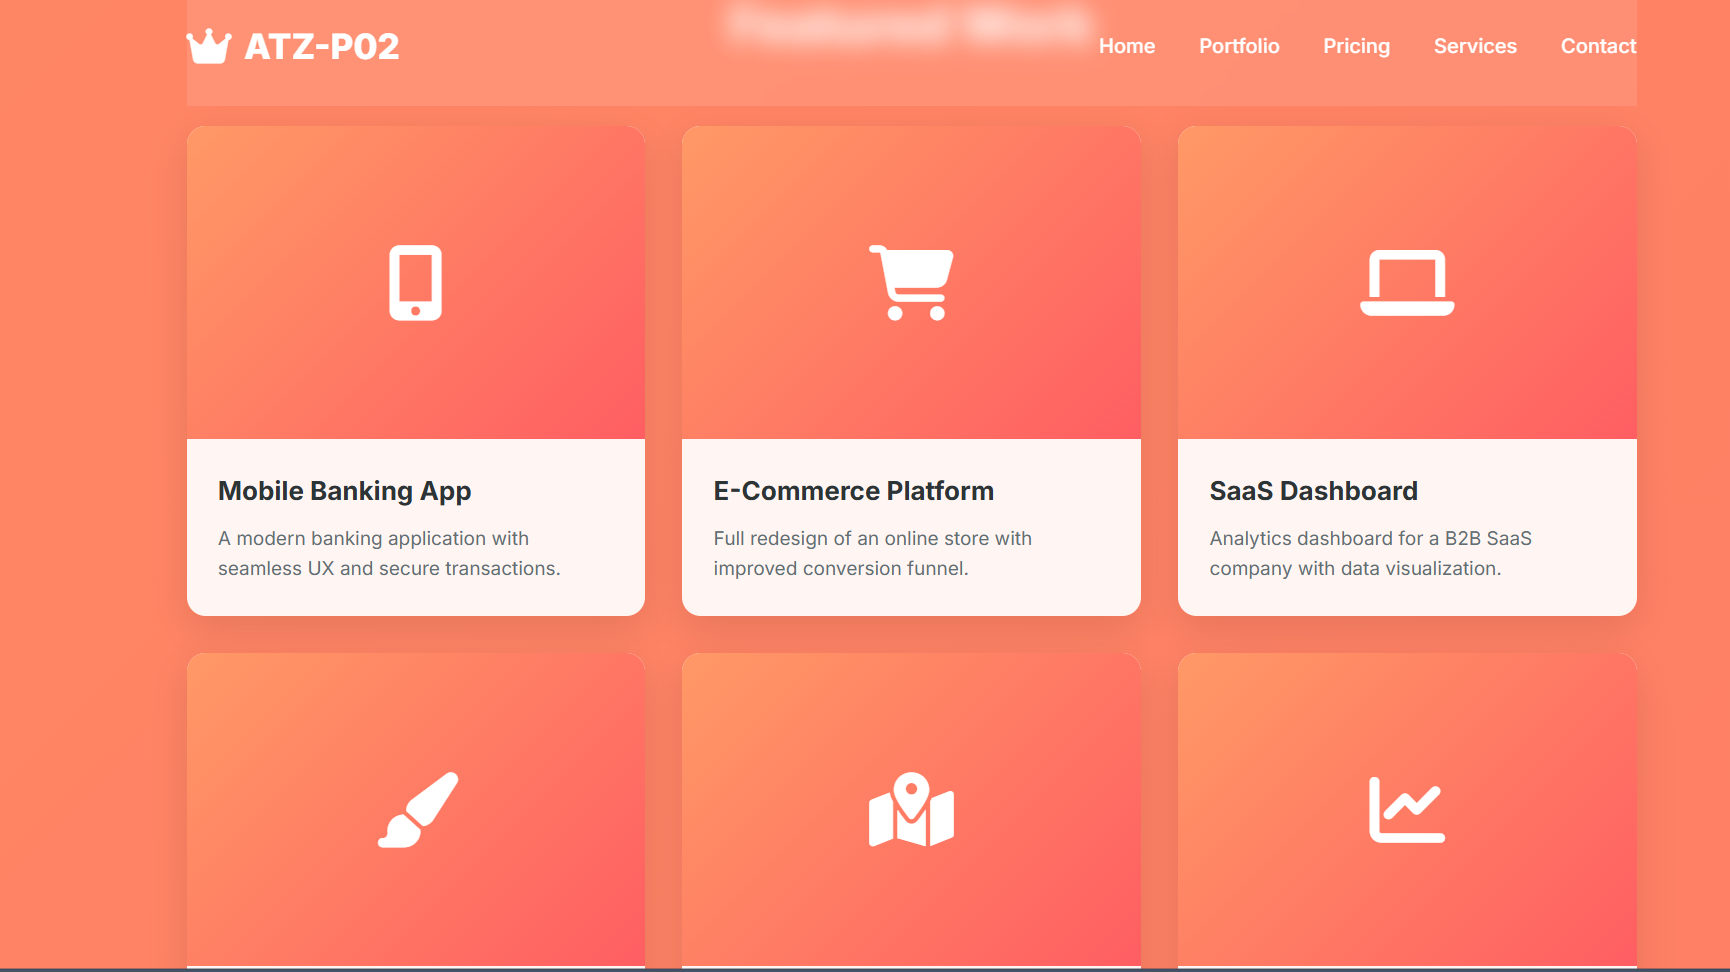 ATZ-P02
Home Portfolio Pricing Services Contact
Featured Work
Mobile Banking App
A modern banking application with
seamless UX and secure transactions.
E-Commerce Platform
Full redesign of an online store with
improved conversion funnel.
SaaS Dashboard
Analytics dashboard for a B2B SaaS
company with data visualization.